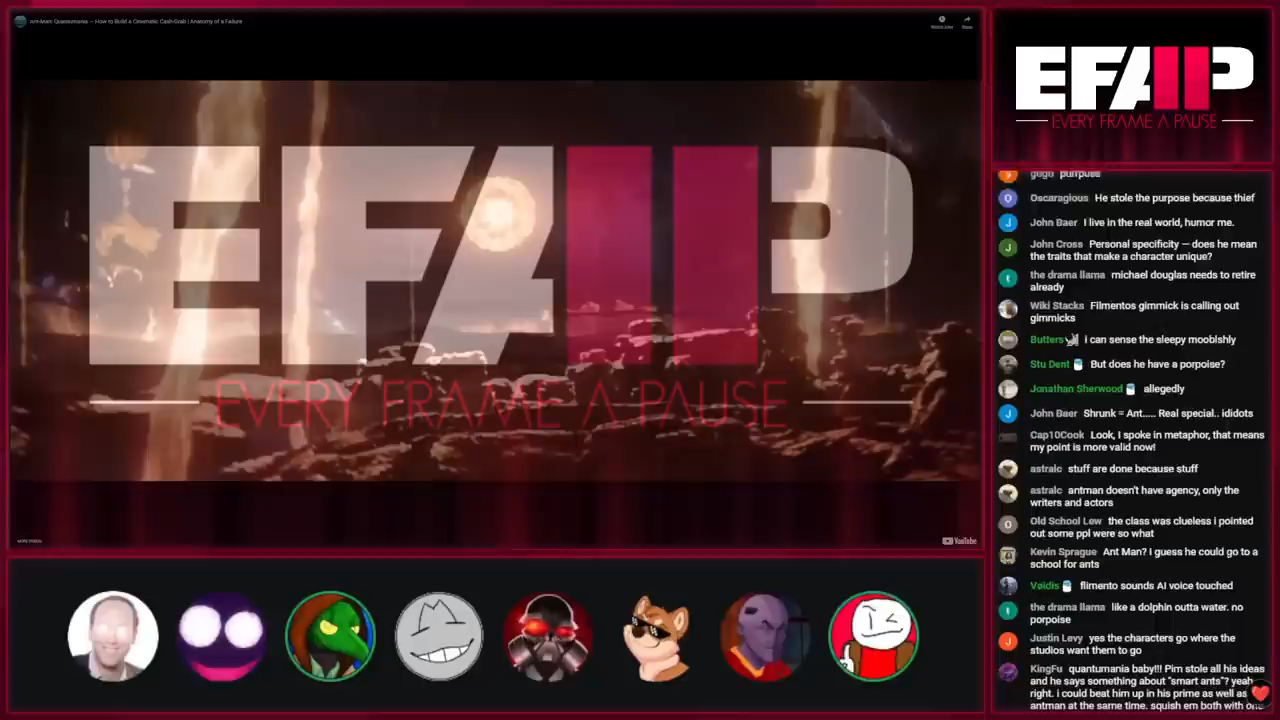 Ant-Man: Quantumania – How to Build a Cinematic Cash-Grab | Anatomy of a Failure
Watch later
Share
EFAP
EVERY FRAME A PAUSE
MORE VIDEOS
YouTube
EFAP
EVERY FRAME A PAUSE
gogo purrpuse
Oscaragious He stole the purpose because thief
John Baer I live in the real world, humor me.
John Cross Personal specificity — does he mean
the traits that make a character unique?
the drama llama michael douglas needs to retire
already
Wiki Stacks Filmentos gimmick is calling out
gimmicks
Butters i can sense the sleepy mooblshly
Stu Dent But does he have a porpoise?
Jonathan Sherwood allegedly
John Baer Shrunk = Ant..... Real special.. ididots
Cap10Cook Look, I spoke in metaphor, that means
my point is more valid now!
astralc stuff are done because stuff
astralc antman doesn't have agency, only the
writers and actors
Old School Lew the class was clueless i pointed
out some ppl were so what
Kevin Sprague Ant Man? I guess he could go to a
school for ants
Vøidis flimento sounds AI voice touched
the drama llama like a dolphin outta water. no
porpoise
Justin Levy yes the characters go where the
studios want them to go
KingFu quantumania baby!!! Pim stole all his ideas
and he says something about "smart ants"? yeah
right. i could beat him up in his prime as well as
antman at the same time. squish em both with one